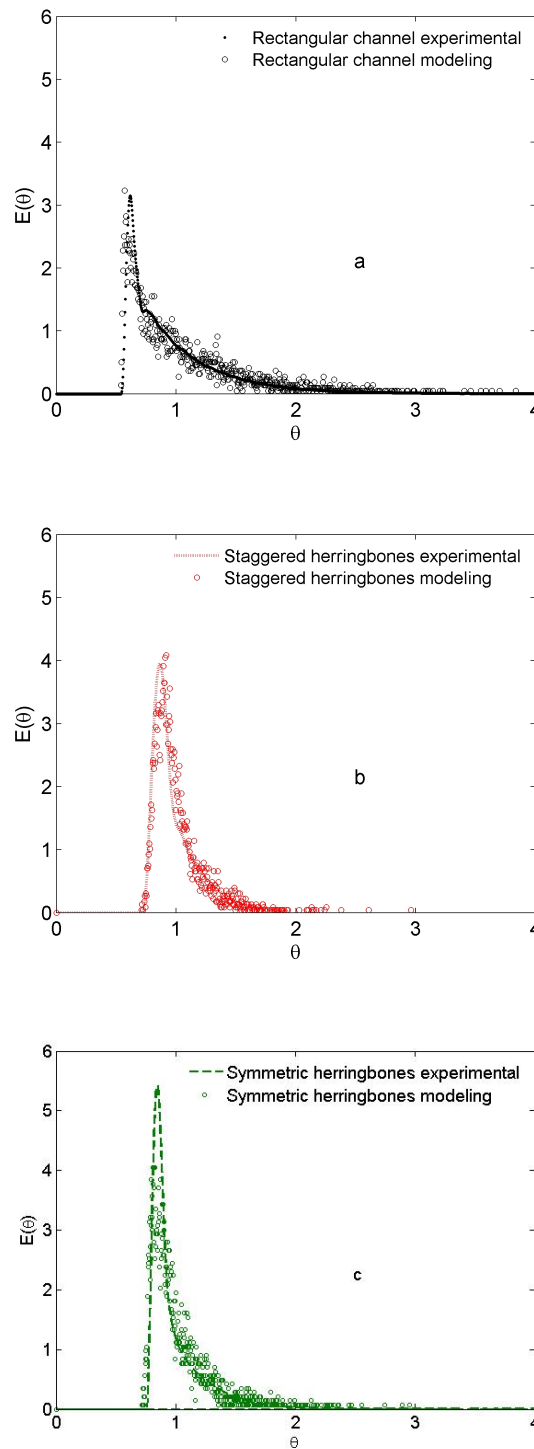 6
Rectangular channel experimental
Rectangular channel modeling
5
4
E(θ)
3
2
a
1
0
0 1 2 3 4
θ
6
Staggered herringbones experimental
Staggered herringbones modeling
5
4
E(θ)
3
2
b
1
0
0 1 2 3 4
θ
6
Symmetric herringbones experimental
Symmetric herringbones modeling
5
4
E(θ)
3
c
2
1
0
0 1 2 3 4
θ